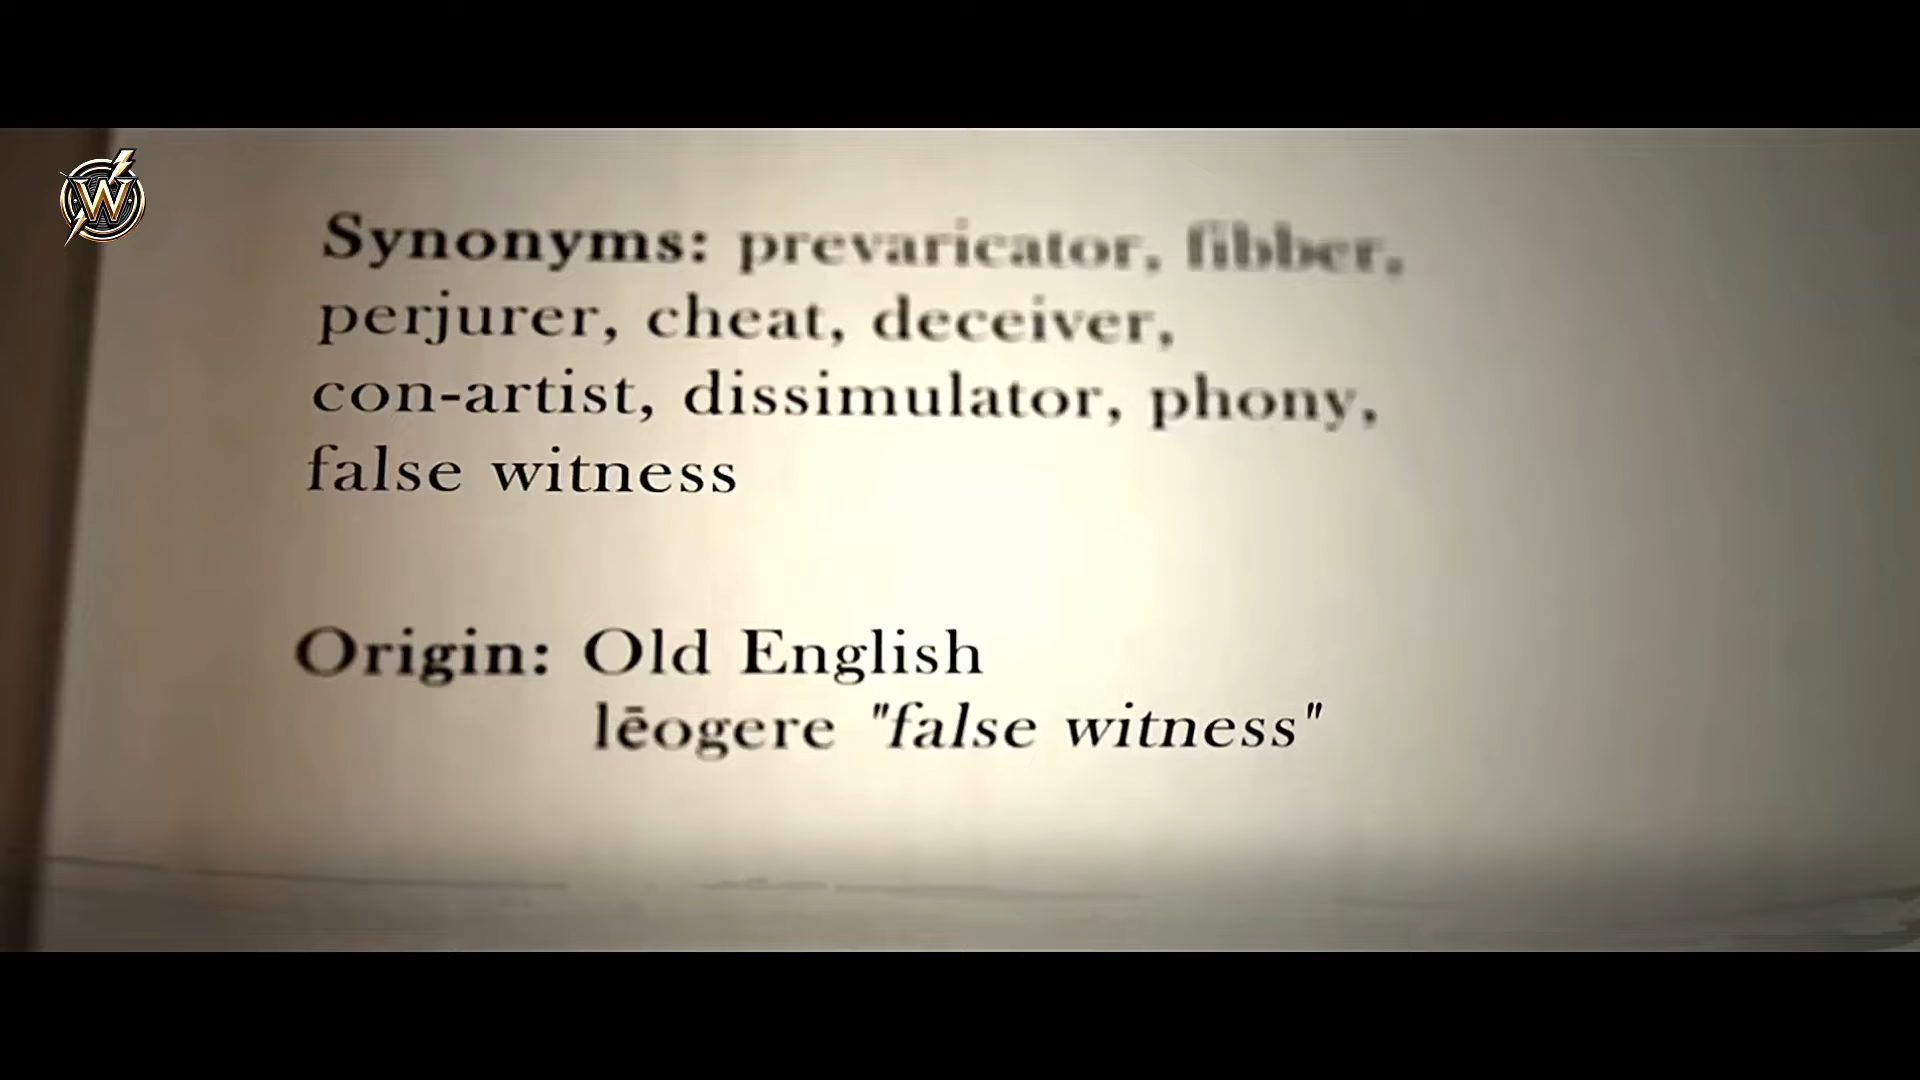 W
Synonyms: prevaricator, fibber,
perjurer, cheat, deceiver,
con-artist, dissimulator, phony,
false witness
Origin: Old English
lēogere "false witness"